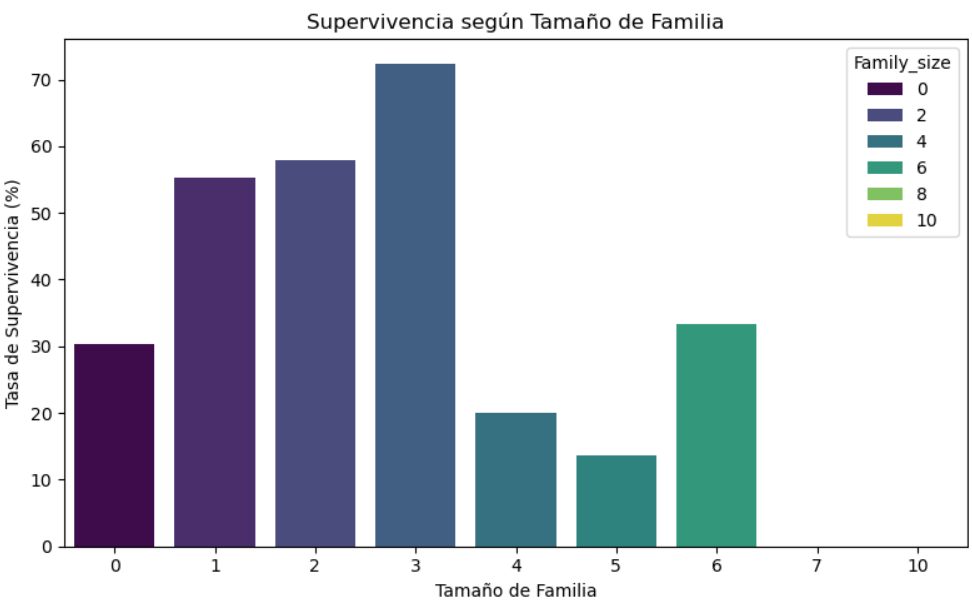 Supervivencia según Tamaño de Familia
Tasa de Supervivencia (%)
70
60
50
40
30
20
10
0
Family_size
0
2
4
6
8
10
0 1 2 3 4 5 6 7 10
Tamaño de Familia